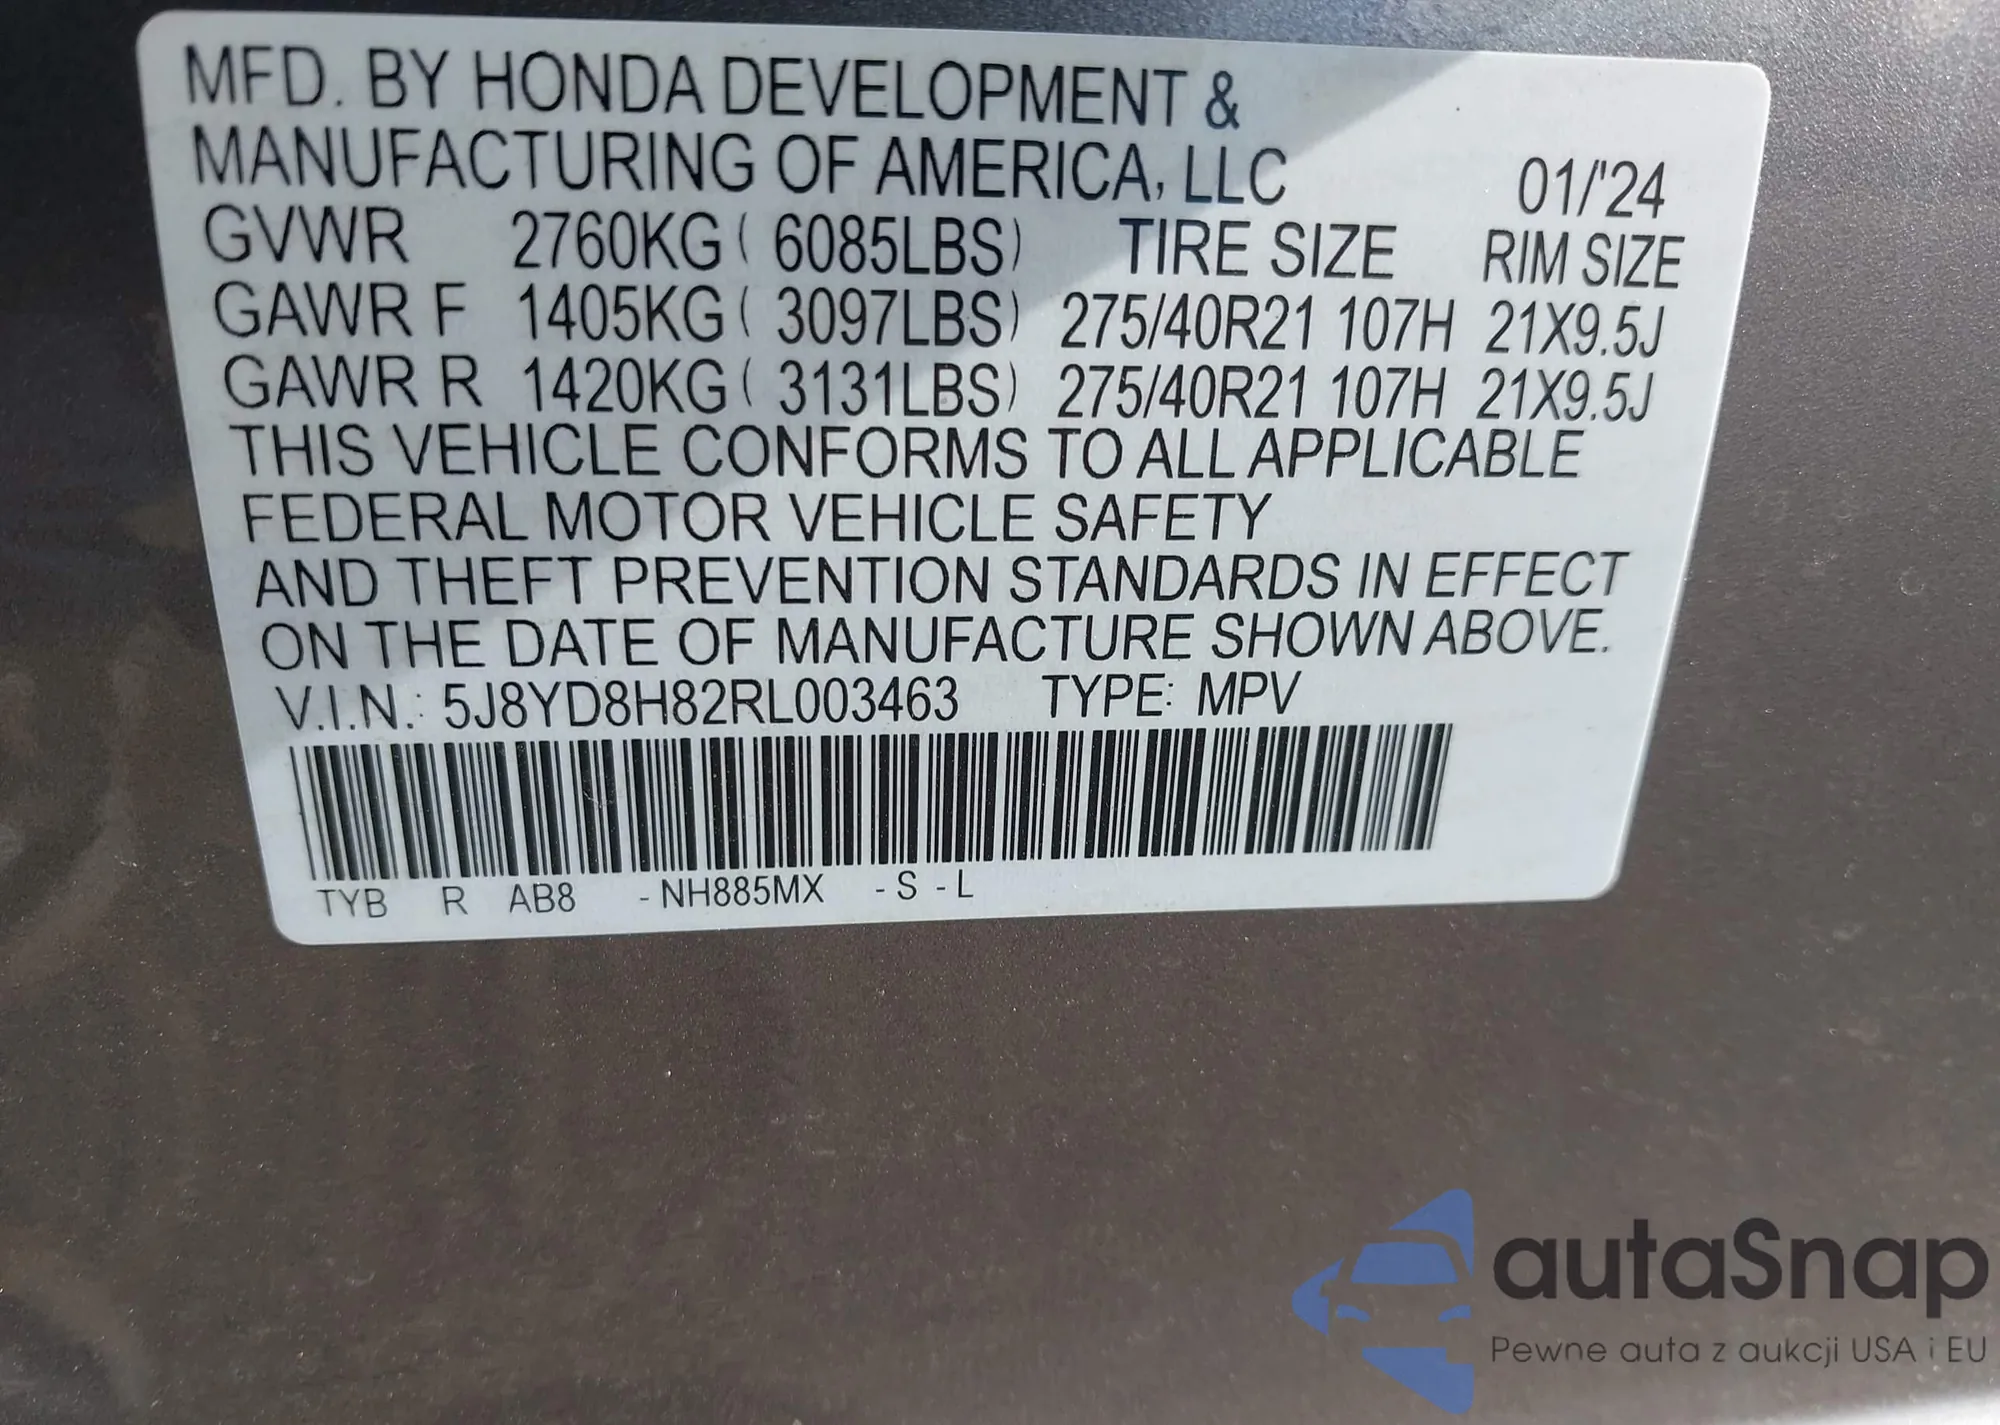 MFD. BY HONDA DEVELOPMENT &
MANUFACTURING OF AMERICA, LLC 01/'24
GVWR 2760KG ( 6085LBS) TIRE SIZE RIM SIZE
GAWR F 1405KG ( 3097LBS) 275/40R21 107H 21X9.5J
GAWR R 1420KG ( 3131LBS) 275/40R21 107H 21X9.5J
THIS VEHICLE CONFORMS TO ALL APPLICABLE
FEDERAL MOTOR VEHICLE SAFETY
AND THEFT PREVENTION STANDARDS IN EFFECT
ON THE DATE OF MANUFACTURE SHOWN ABOVE.
V.I.N.: 5J8YD8H82RL003463 TYPE: MPV
TYB R AB8 -NH885MX -S -L
autaSnap
Pewne auta z aukcji USA i EU